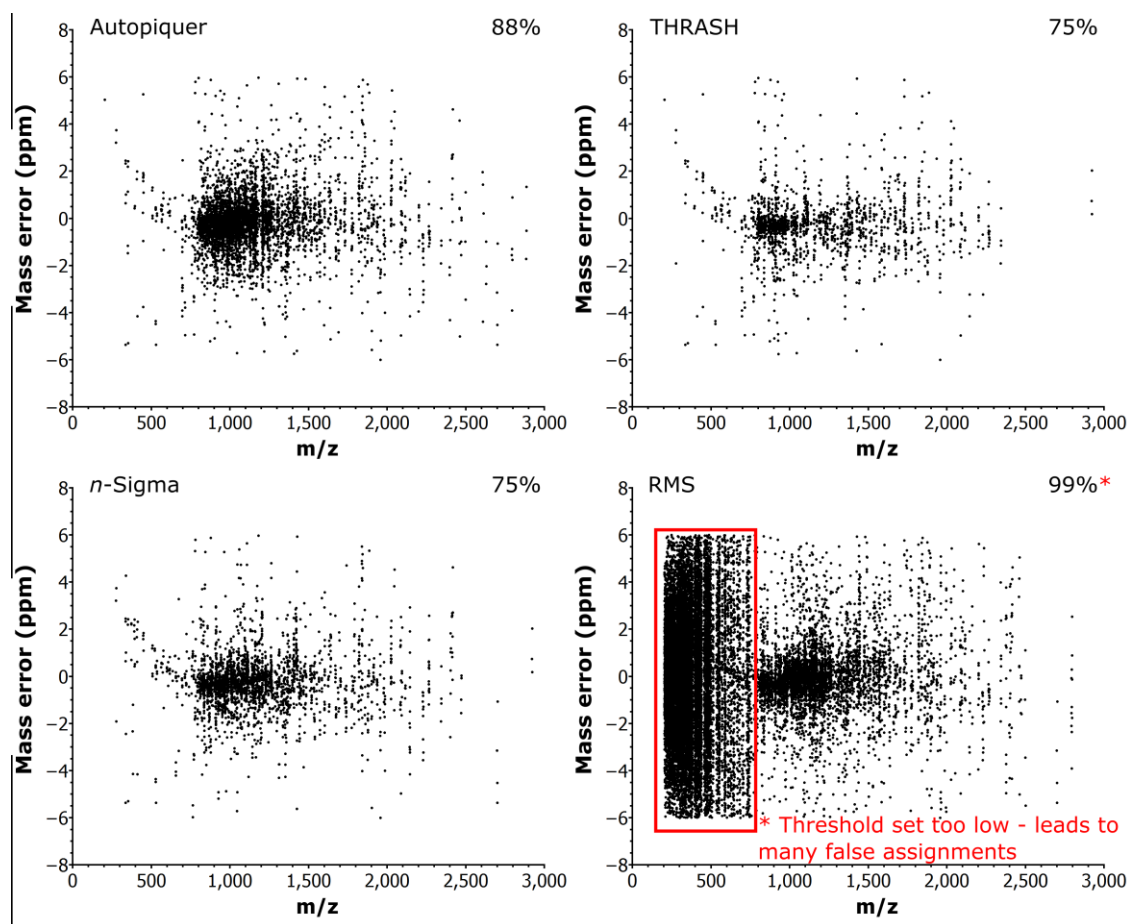 Autopiquer 88%
Mass error (ppm)
8
6
4
2
0
−2
−4
−6
−8
0 500 1,000 1,500 2,000 2,500 3,000
m/z
THRASH 75%
Mass error (ppm)
8
6
4
2
0
−2
−4
−6
−8
0 500 1,000 1,500 2,000 2,500 3,000
m/z
n-Sigma 75%
Mass error (ppm)
8
6
4
2
0
−2
−4
−6
−8
0 500 1,000 1,500 2,000 2,500 3,000
m/z
RMS 99%*
Mass error (ppm)
8
6
4
2
0
−2
−4
−6
−8
* Threshold set too low - leads to
many false assignments
0 500 1,000 1,500 2,000 2,500 3,000
m/z